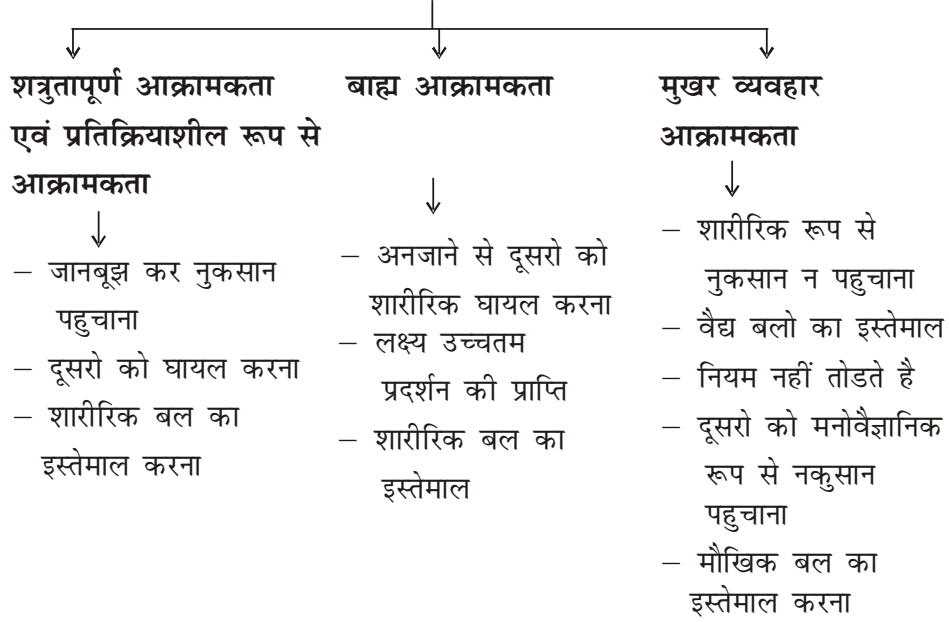 शत्रुतापूर्ण आक्रामकता
एवं प्रतिक्रियाशील रूप से
आक्रामकता
– जानबूझ कर नुकसान
पहुचाना
– दूसरो को घायल करना
– शारीरिक बल का
इस्तेमाल करना
बाह्य आक्रामकता
– अनजाने से दूसरो को
शारीरिक घायल करना
– लक्ष्य उच्चतम
प्रदर्शन की प्राप्ति
– शारीरिक बल का
इस्तेमाल
मुखर व्यवहार
आक्रामकता
– शारीरिक रूप से
नुकसान न पहुचाना
– वैद्य बलो का इस्तेमाल
– नियम नहीं तोडते है
– दूसरो को मनोवैज्ञानिक
रूप से नकुसान
पहुचाना
– मौखिक बल का
इस्तेमाल करना